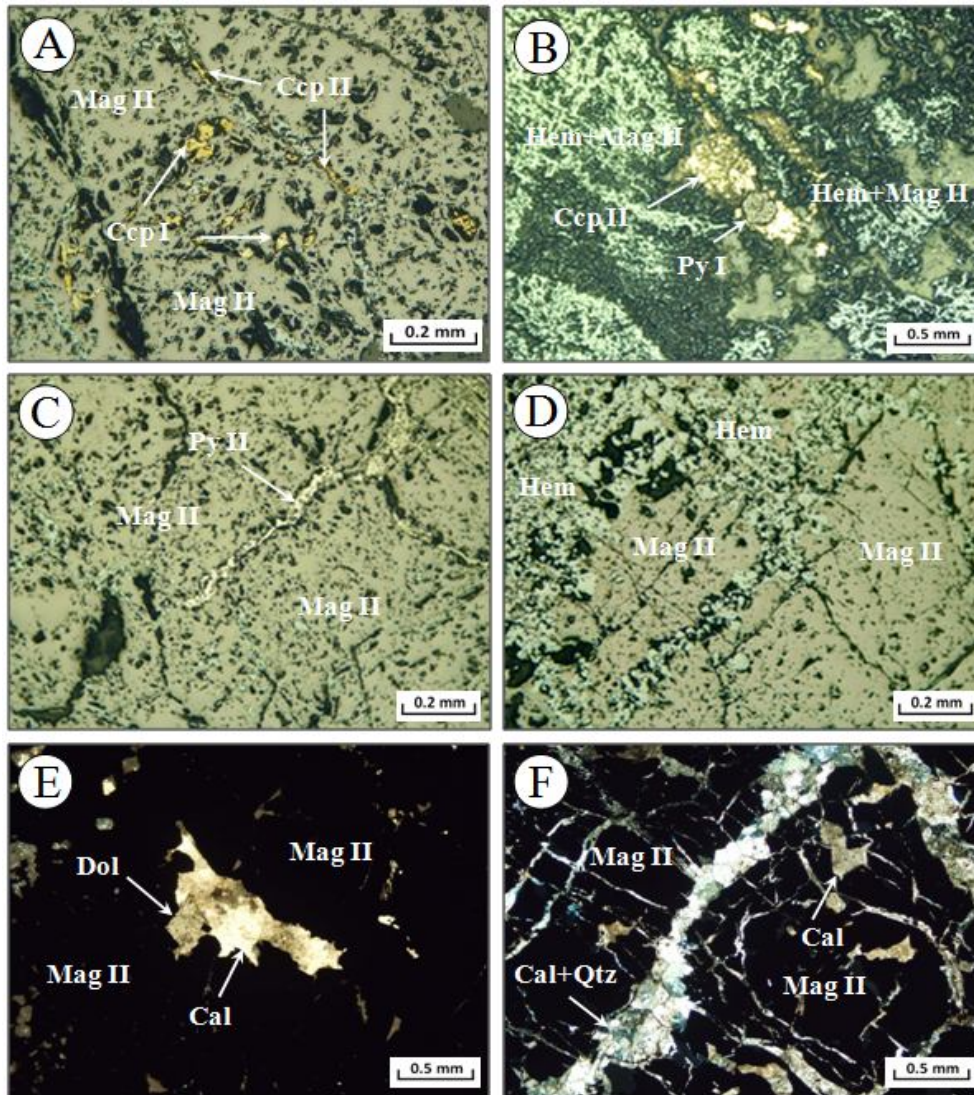 A
Mag II
Ccp II
Ccp I
Mag II
0.2 mm
B
Hem+Mag II
Hem+Mag II
Ccp II
Py I
0.5 mm
C
Py II
Mag II
Mag II
0.2 mm
D
Hem
Hem
Mag II
Mag II
0.2 mm
E
Mag II
Dol
Mag II
Cal
0.5 mm
F
Mag II
Cal
Cal+Qtz
Mag II
0.5 mm